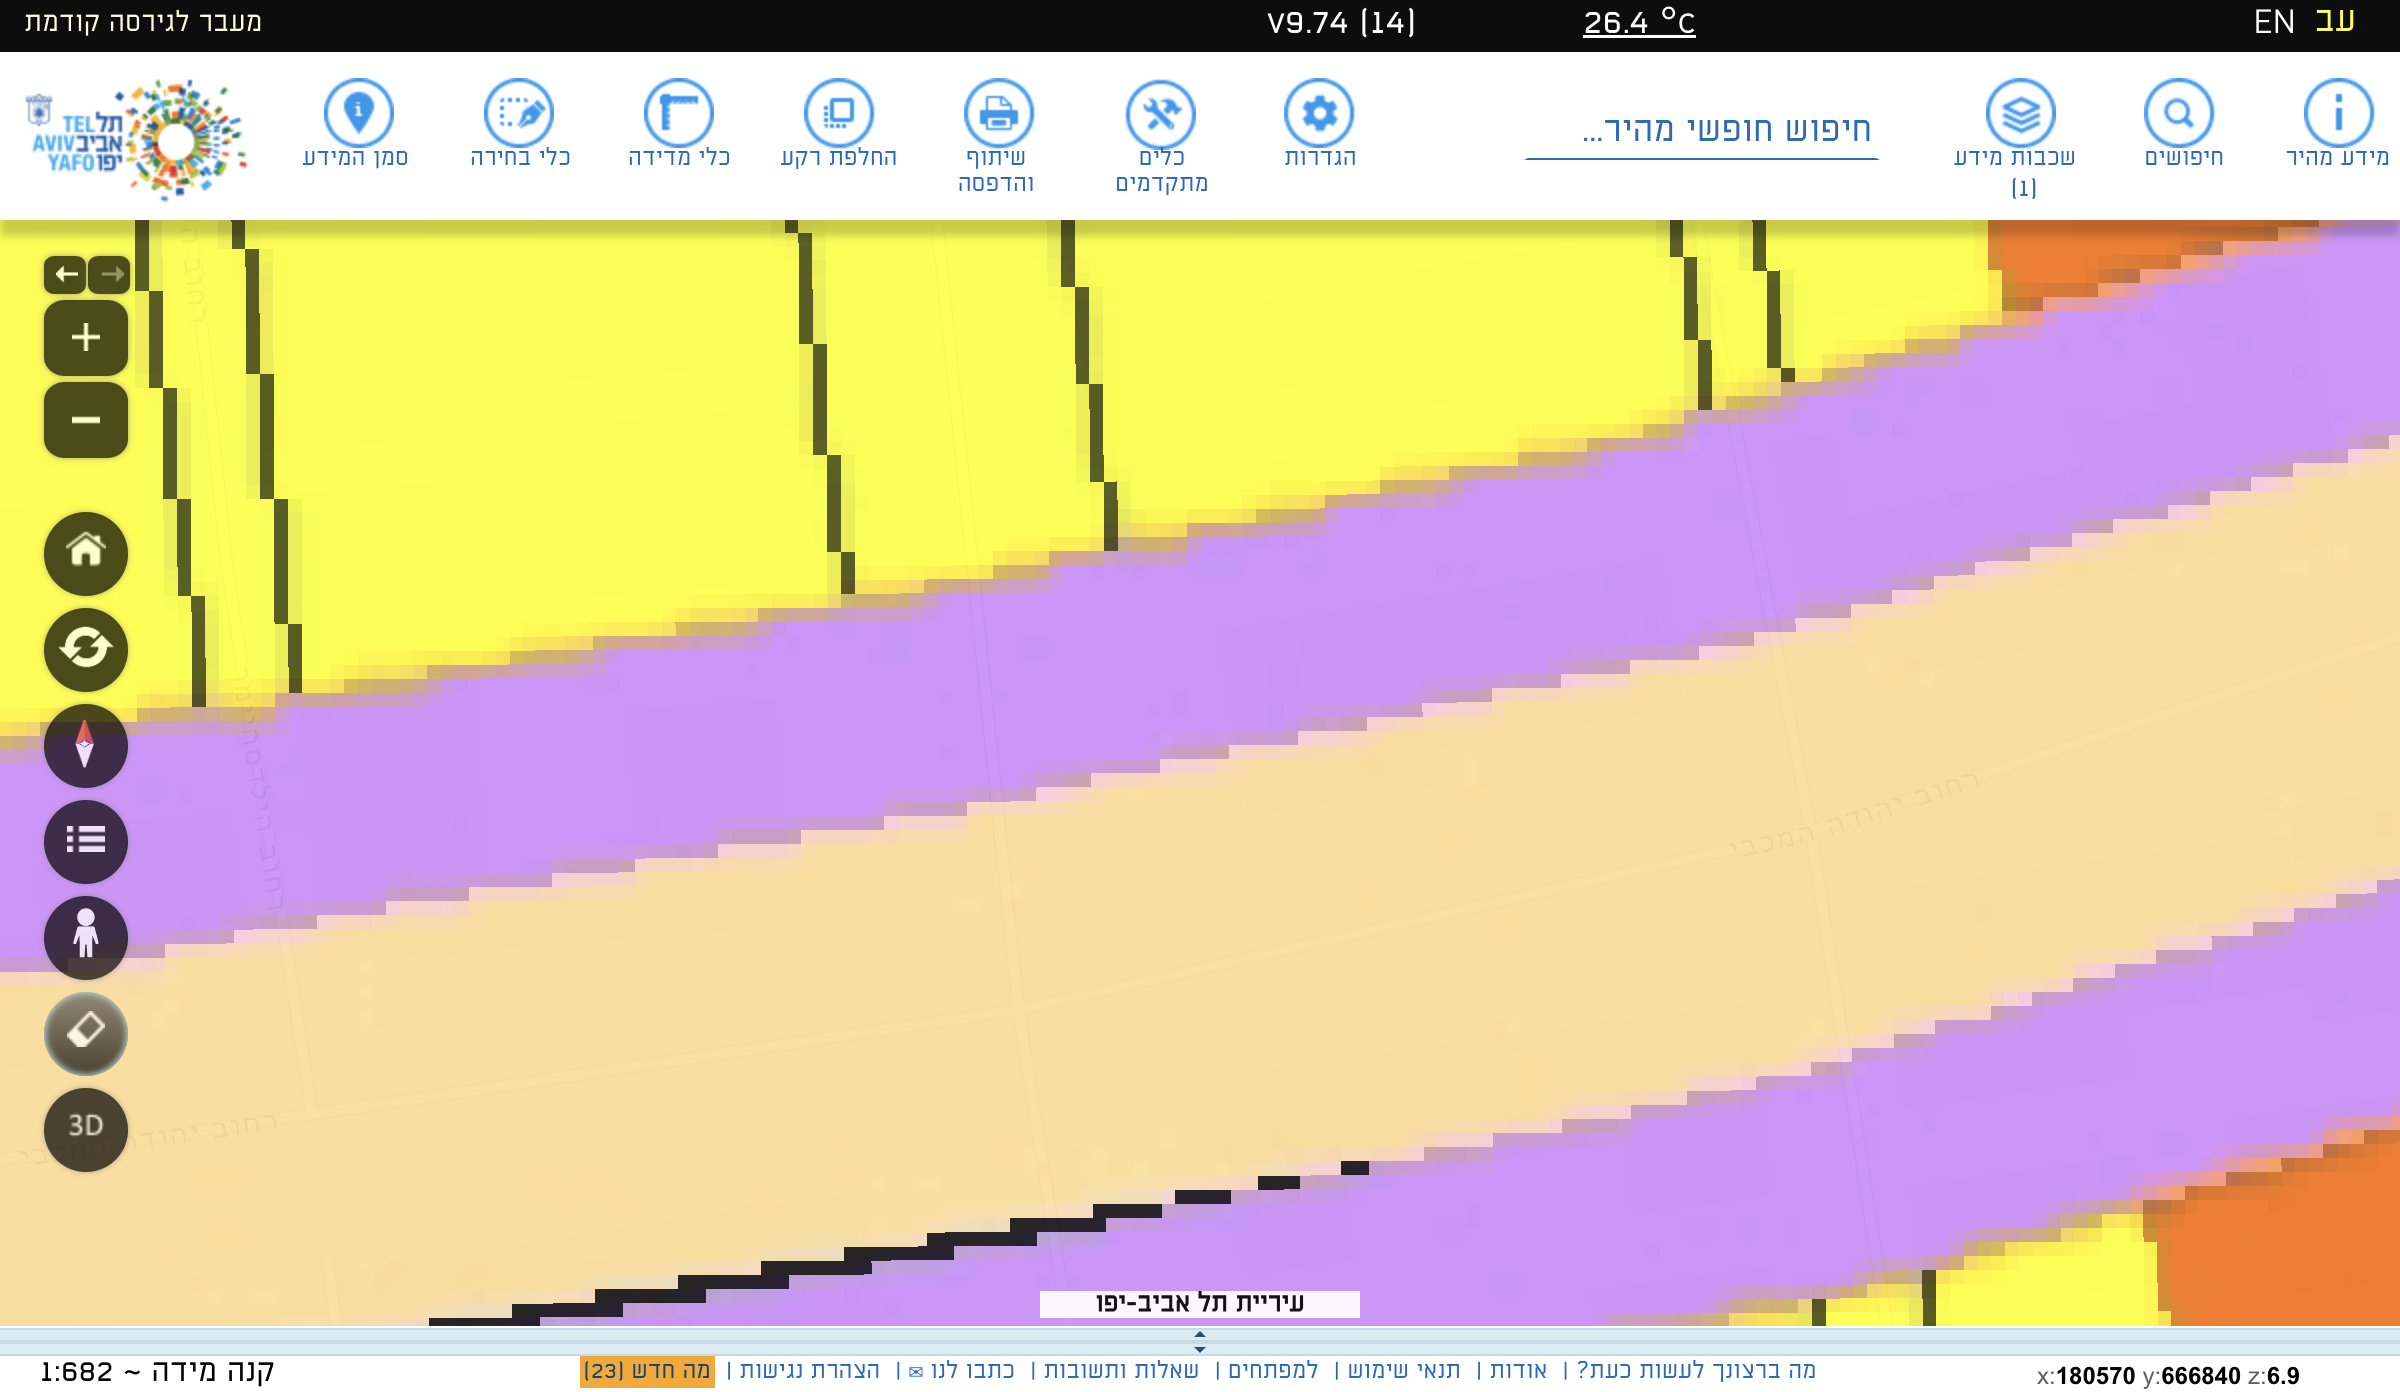 עב EN
26.4 °C
V9.74 (14)
מעבר לגירסה קודמת
מידע מהיר
חיפושים
שכבות מידע
(1)
חיפוש חופשי מהיר...
הגדרות
כלים
מתקדמים
שיתוף
והדפסה
החלפת רקע
כלי מדידה
כלי בחירה
סמן המידע
תל אביב יפו
TEL AVIV YAFO
רחוב יהודה המכבי
רחוב יהודה המכבי
3D
עיריית תל אביב-יפו
מה ברצונך לעשות כעת? | אודות | תנאי שימוש | למפתחים | שאלות ותשובות | כתבו לנו ✉ | הצהרת נגישות | מה חדש (23)
קנה מידה ~ 1:682
x:180570 y:666840 z:6.9